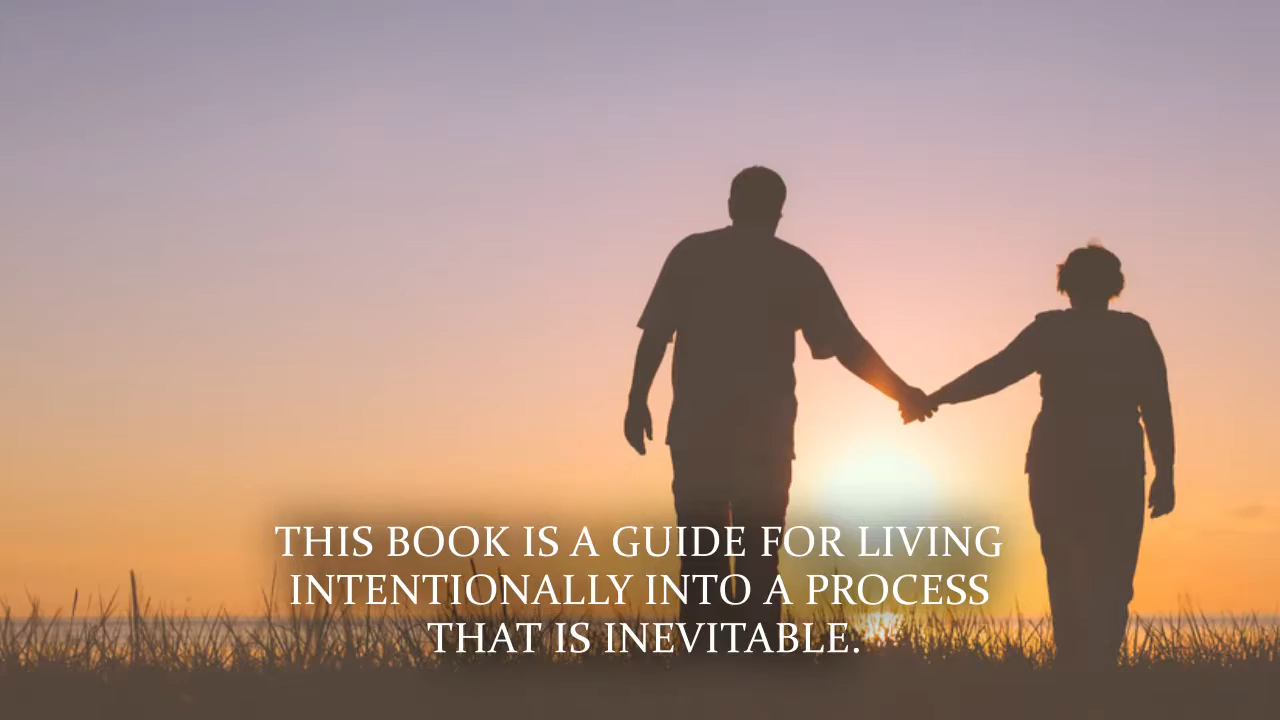 THIS BOOK IS A GUIDE FOR LIVING
INTENTIONALLY INTO A PROCESS
THAT IS INEVITABLE.